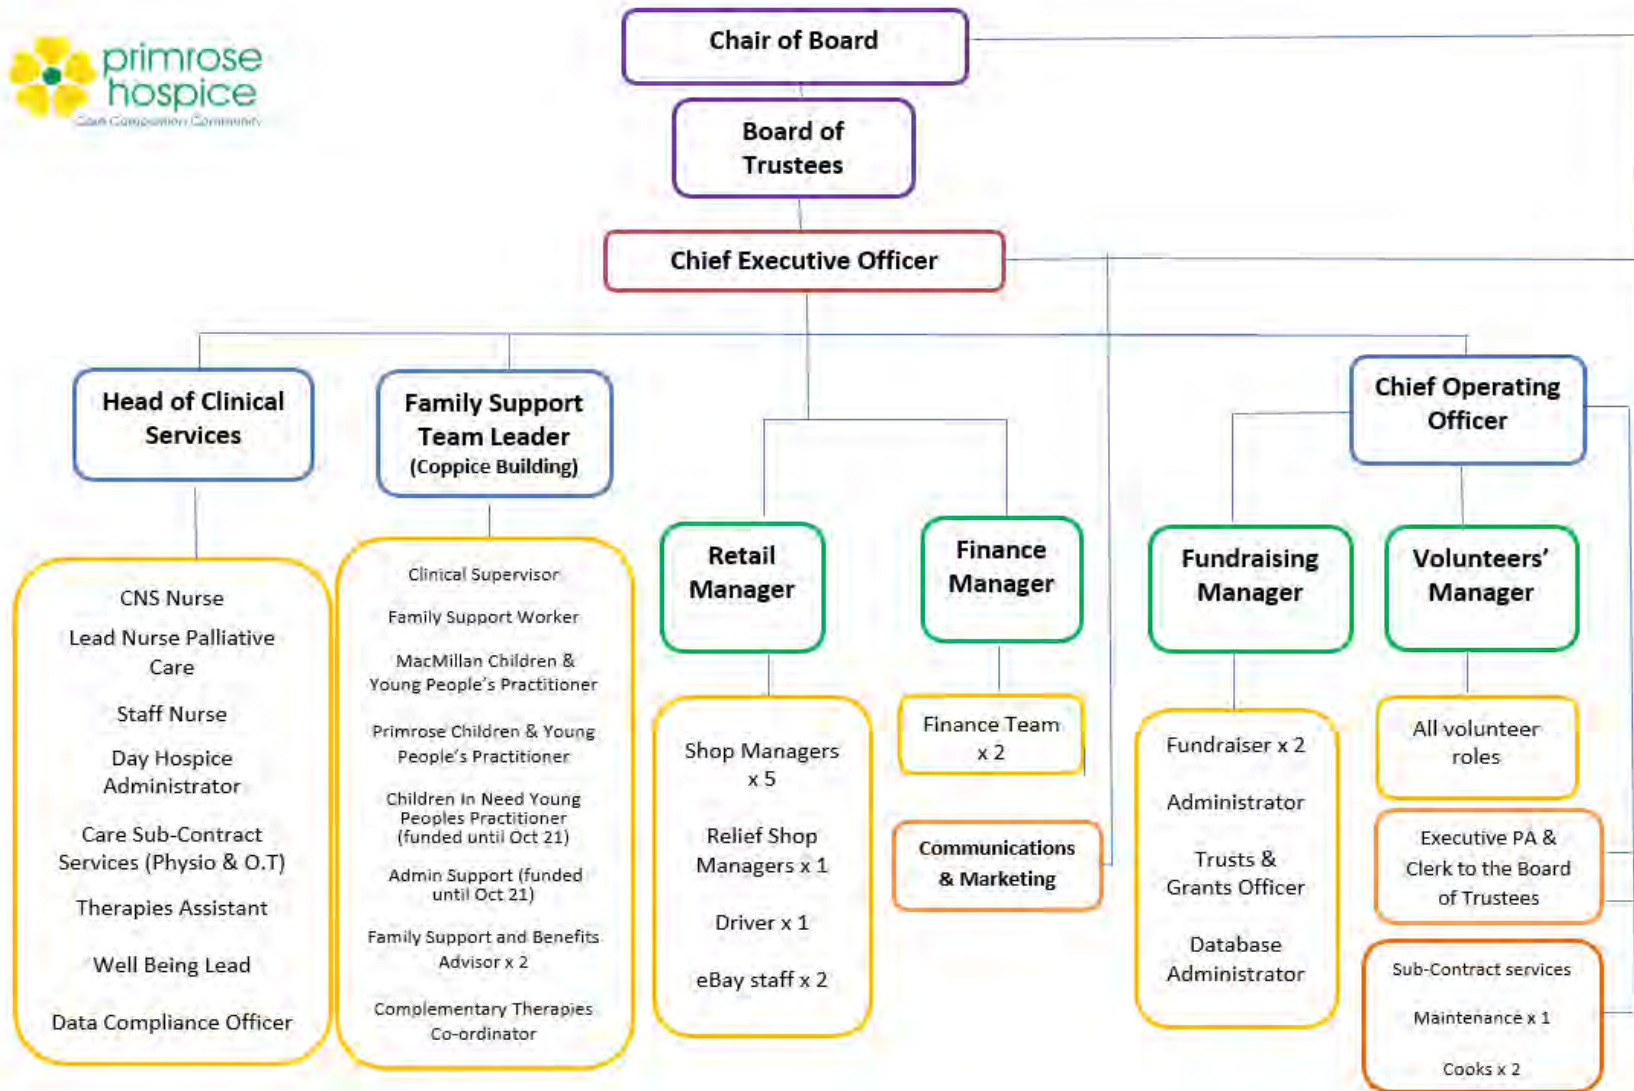 primrose
hospice
Care Compassion Community
Chair of Board
Board of
Trustees
Chief Executive Officer
Head of Clinical
Services
Family Support
Team Leader
(Coppice Building)
Chief Operating
Officer
Retail
Manager
Finance
Manager
Fundraising
Manager
Volunteers’
Manager
CNS Nurse
Lead Nurse Palliative
Care
Staff Nurse
Day Hospice
Administrator
Care Sub-Contract
Services (Physio & O.T)
Therapies Assistant
Well Being Lead
Data Compliance Officer
Clinical Supervisor
Family Support Worker
MacMillan Children &
Young People’s Practitioner
Primrose Children & Young
People’s Practitioner
Children In Need Young
Peoples Practitioner
(funded until Oct 21)
Admin Support (funded
until Oct 21)
Family Support and Benefits
Advisor x 2
Complementary Therapies
Co-ordinator
Shop Managers
x 5
Relief Shop
Managers x 1
Driver x 1
eBay staff x 2
Finance Team
x 2
Communications
& Marketing
Fundraiser x 2
Administrator
Trusts &
Grants Officer
Database
Administrator
All volunteer
roles
Executive PA &
Clerk to the Board
of Trustees
Sub-Contract services
Maintenance x 1
Cooks x 2